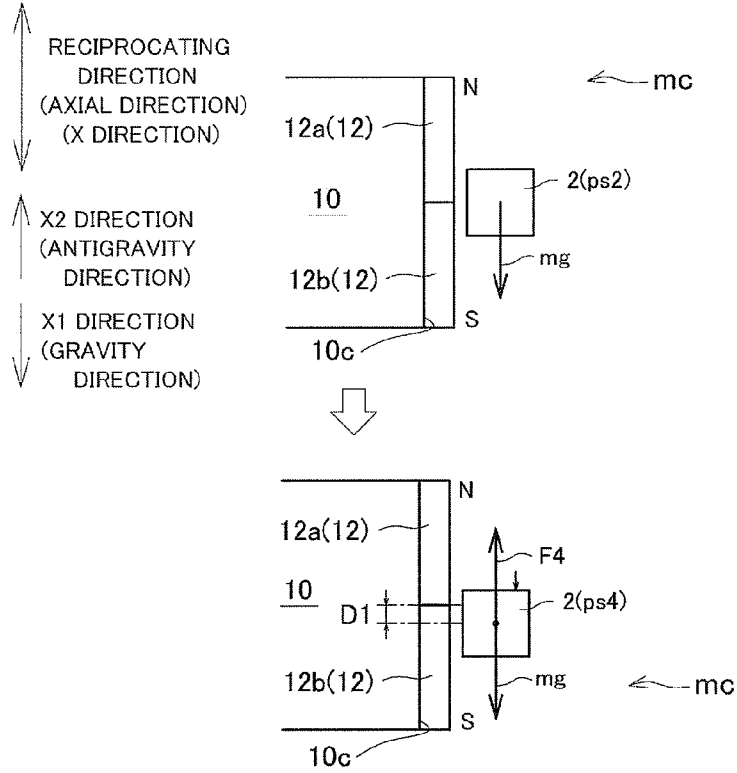 RECIPROCATING
DIRECTION
(AXIAL DIRECTION)
(X DIRECTION)
X2 DIRECTION
(ANTIGRAVITY
DIRECTION)
X1 DIRECTION
(GRAVITY
DIRECTION)
N
mc
12a(12)
2(ps2)
10
mg
12b(12)
S
10c
N
12a(12)
F4
10
2(ps4)
D1
12b(12)
mg
mc
S
10c